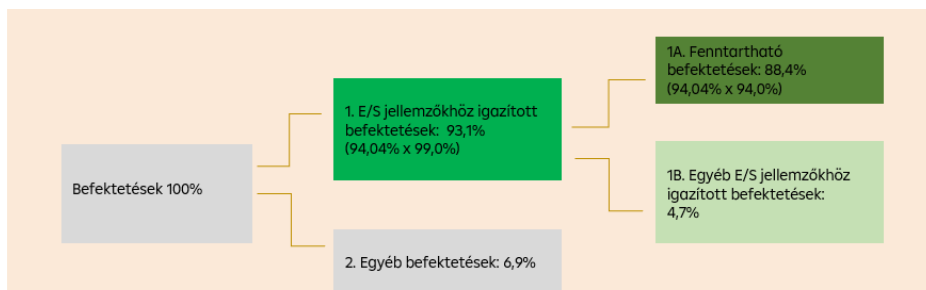 Befektetések 100%
1. E/S jellemzőkhöz igazított
befektetések:  93,1%
(94,04% x 99,0%)
2. Egyéb befektetések: 6,9%
1A. Fenntartható
befektetések: 88,4%
(94,04% x 94,0%)
1B. Egyéb E/S jellemzőkhöz
igazított befektetések:
4,7%